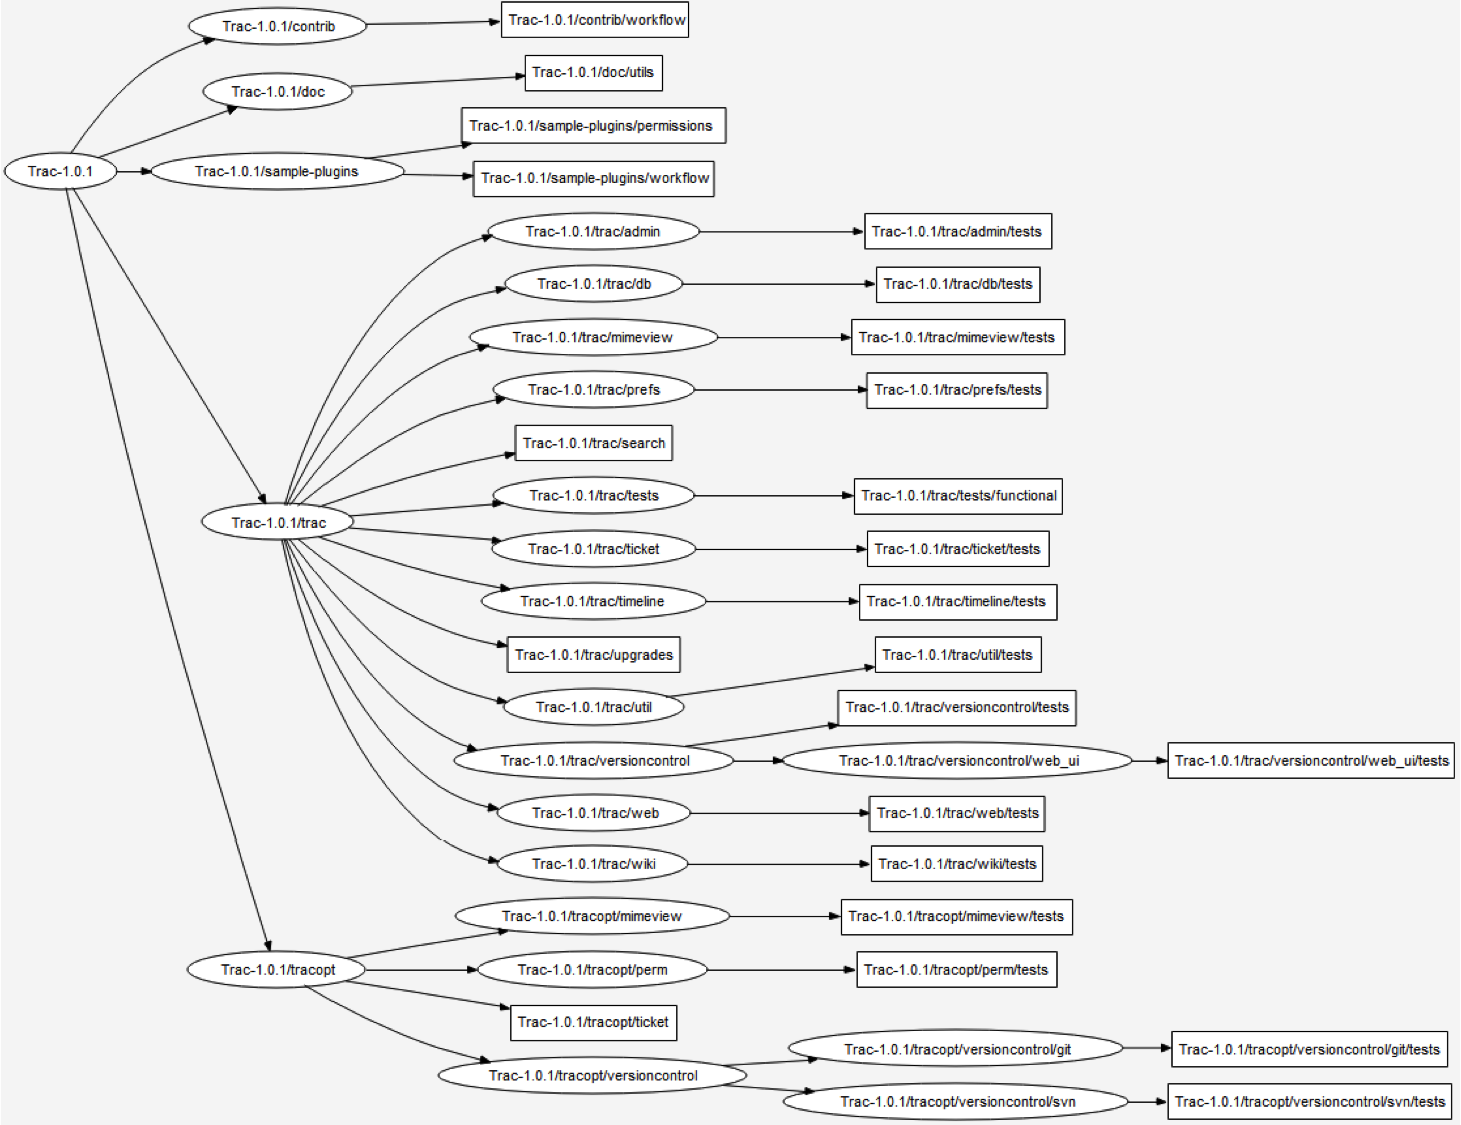 Trac-1.0.1/contrib
Trac-1.0.1/contrib/workflow
Trac-1.0.1/doc
Trac-1.0.1/doc/utils
Trac-1.0.1/sample-plugins/permissions
Trac-1.0.1
Trac-1.0.1/sample-plugins
Trac-1.0.1/sample-plugins/workflow
Trac-1.0.1/trac/admin
Trac-1.0.1/trac/admin/tests
Trac-1.0.1/trac/db
Trac-1.0.1/trac/db/tests
Trac-1.0.1/trac/mimeview
Trac-1.0.1/trac/mimeview/tests
Trac-1.0.1/trac/prefs
Trac-1.0.1/trac/prefs/tests
Trac-1.0.1/trac/search
Trac-1.0.1/trac/tests
Trac-1.0.1/trac/tests/functional
Trac-1.0.1/trac
Trac-1.0.1/trac/ticket
Trac-1.0.1/trac/ticket/tests
Trac-1.0.1/trac/timeline
Trac-1.0.1/trac/timeline/tests
Trac-1.0.1/trac/upgrades
Trac-1.0.1/trac/util/tests
Trac-1.0.1/trac/util
Trac-1.0.1/trac/versioncontrol/tests
Trac-1.0.1/trac/versioncontrol
Trac-1.0.1/trac/versioncontrol/web_ui
Trac-1.0.1/trac/versioncontrol/web_ui/tests
Trac-1.0.1/trac/web
Trac-1.0.1/trac/web/tests
Trac-1.0.1/trac/wiki
Trac-1.0.1/trac/wiki/tests
Trac-1.0.1/tracopt/mimeview
Trac-1.0.1/tracopt/mimeview/tests
Trac-1.0.1/tracopt
Trac-1.0.1/tracopt/perm
Trac-1.0.1/tracopt/perm/tests
Trac-1.0.1/tracopt/ticket
Trac-1.0.1/tracopt/versioncontrol/git
Trac-1.0.1/tracopt/versioncontrol/git/tests
Trac-1.0.1/tracopt/versioncontrol
Trac-1.0.1/tracopt/versioncontrol/svn
Trac-1.0.1/tracopt/versioncontrol/svn/tests